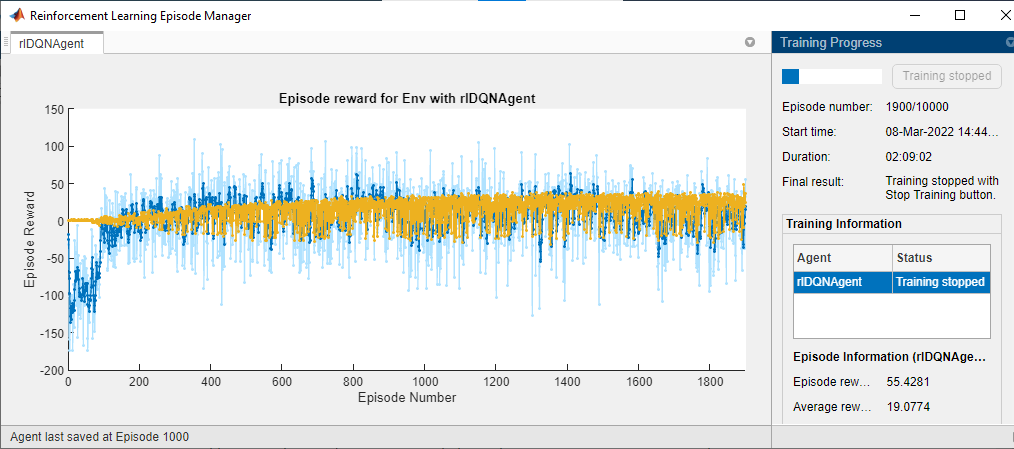 Reinforcement Learning Episode Manager
rlDQNAgent
Episode reward for Env with rlDQNAgent
150
100
50
0
-50
-100
-150
-200
Episode Reward
0 200 400 600 800 1000 1200 1400 1600 1800
Episode Number
Agent last saved at Episode 1000
Training Progress
Training stopped
Episode number: 1900/10000
Start time: 08-Mar-2022 14:44...
Duration: 02:09:02
Final result: Training stopped with
Stop Training button.
Training Information
Agent Status
rlDQNAgent Training stopped
Episode Information (rlDQNAge...
Episode rew... 55.4281
Average rew... 19.0774